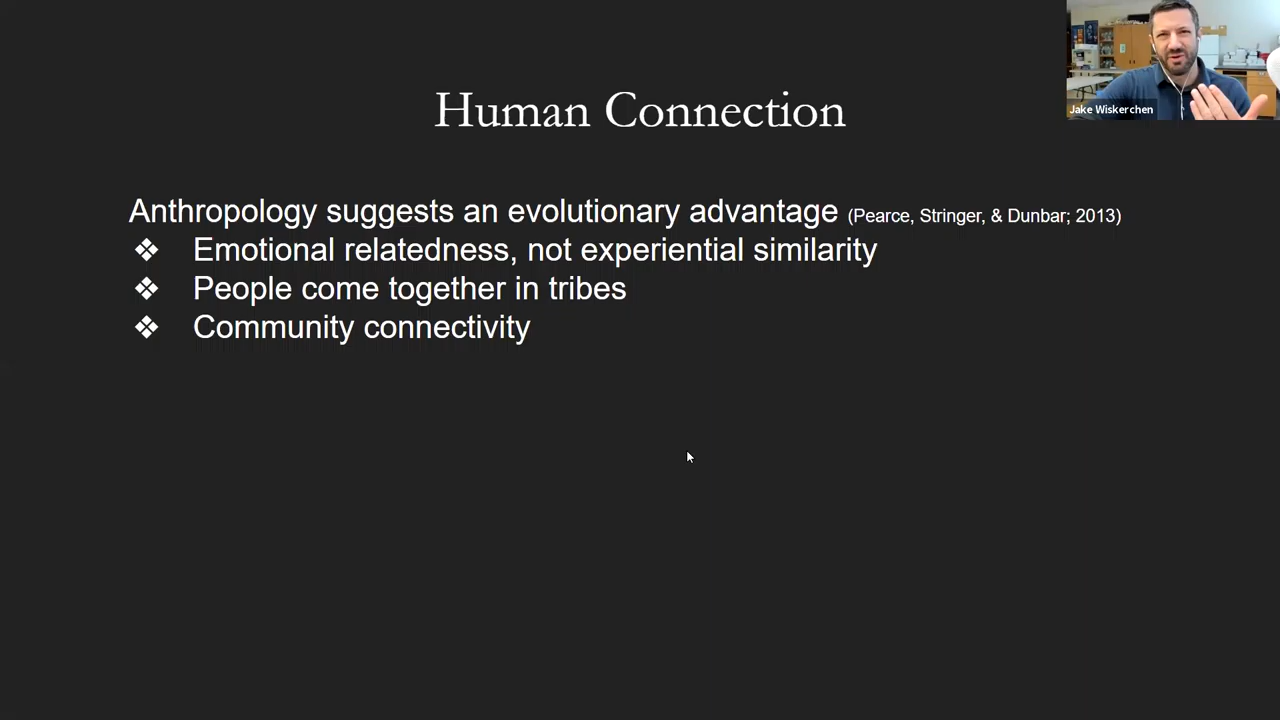 Human Connection
Jake Wiskerchen
Anthropology suggests an evolutionary advantage (Pearce, Stringer, & Dunbar; 2013)
❖ Emotional relatedness, not experiential similarity
❖ People come together in tribes
❖ Community connectivity